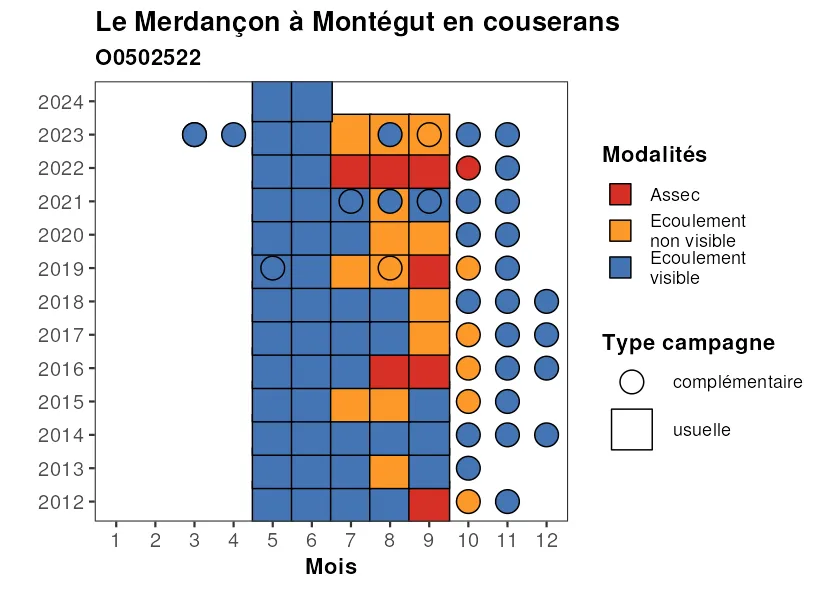 Le Merdançon à Montégut en couserans
O0502522
2024
2023
2022
2021
2020
2019
2018
2017
2016
2015
2014
2013
2012
1 2 3 4 5 6 7 8 9 10 11 12
Mois
Modalités
Assec
Ecoulement
non visible
Ecoulement
visible
Type campagne
complémentaire
usuelle